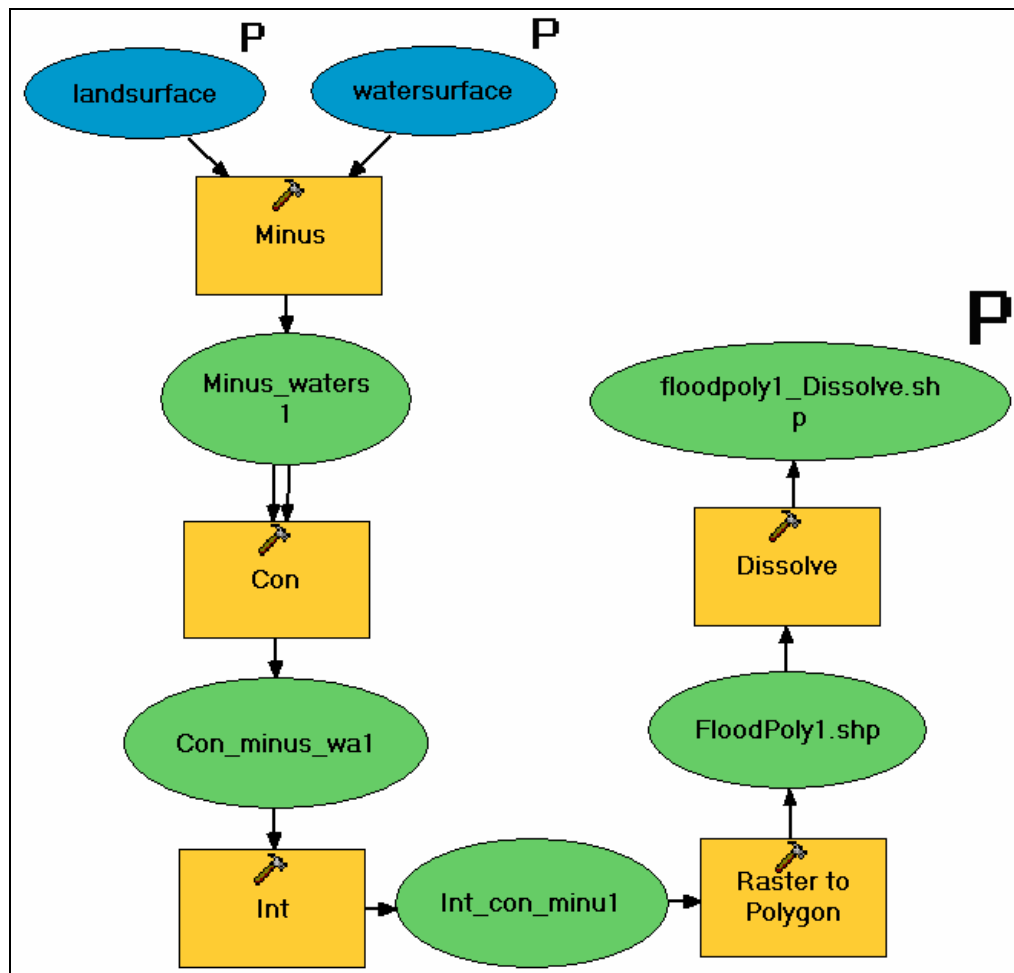 P
P
landsurface
watersurface
Minus
Minus_waters
1
Con
Con_minus_wa1
Int
Int_con_minu1
Raster to
Polygon
FloodPoly1.shp
Dissolve
floodpoly1_Dissolve.sh
p
P